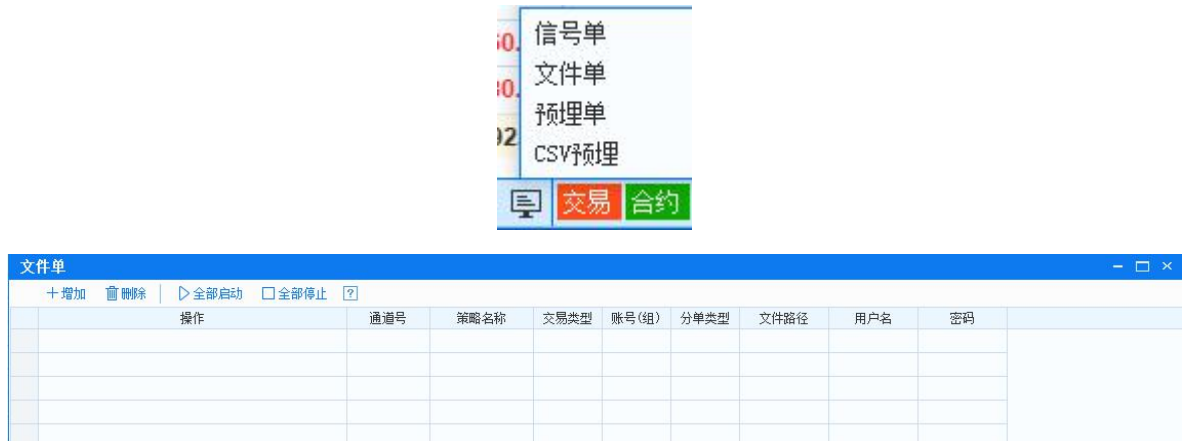 信号单
文件单
预埋单
CSV预埋
交易 合约
文件单
增加 删除 全部启动 全部停止 ?
操作 通道号 策略名称 交易类型 账号(组) 分单类型 文件路径 用户名 密码